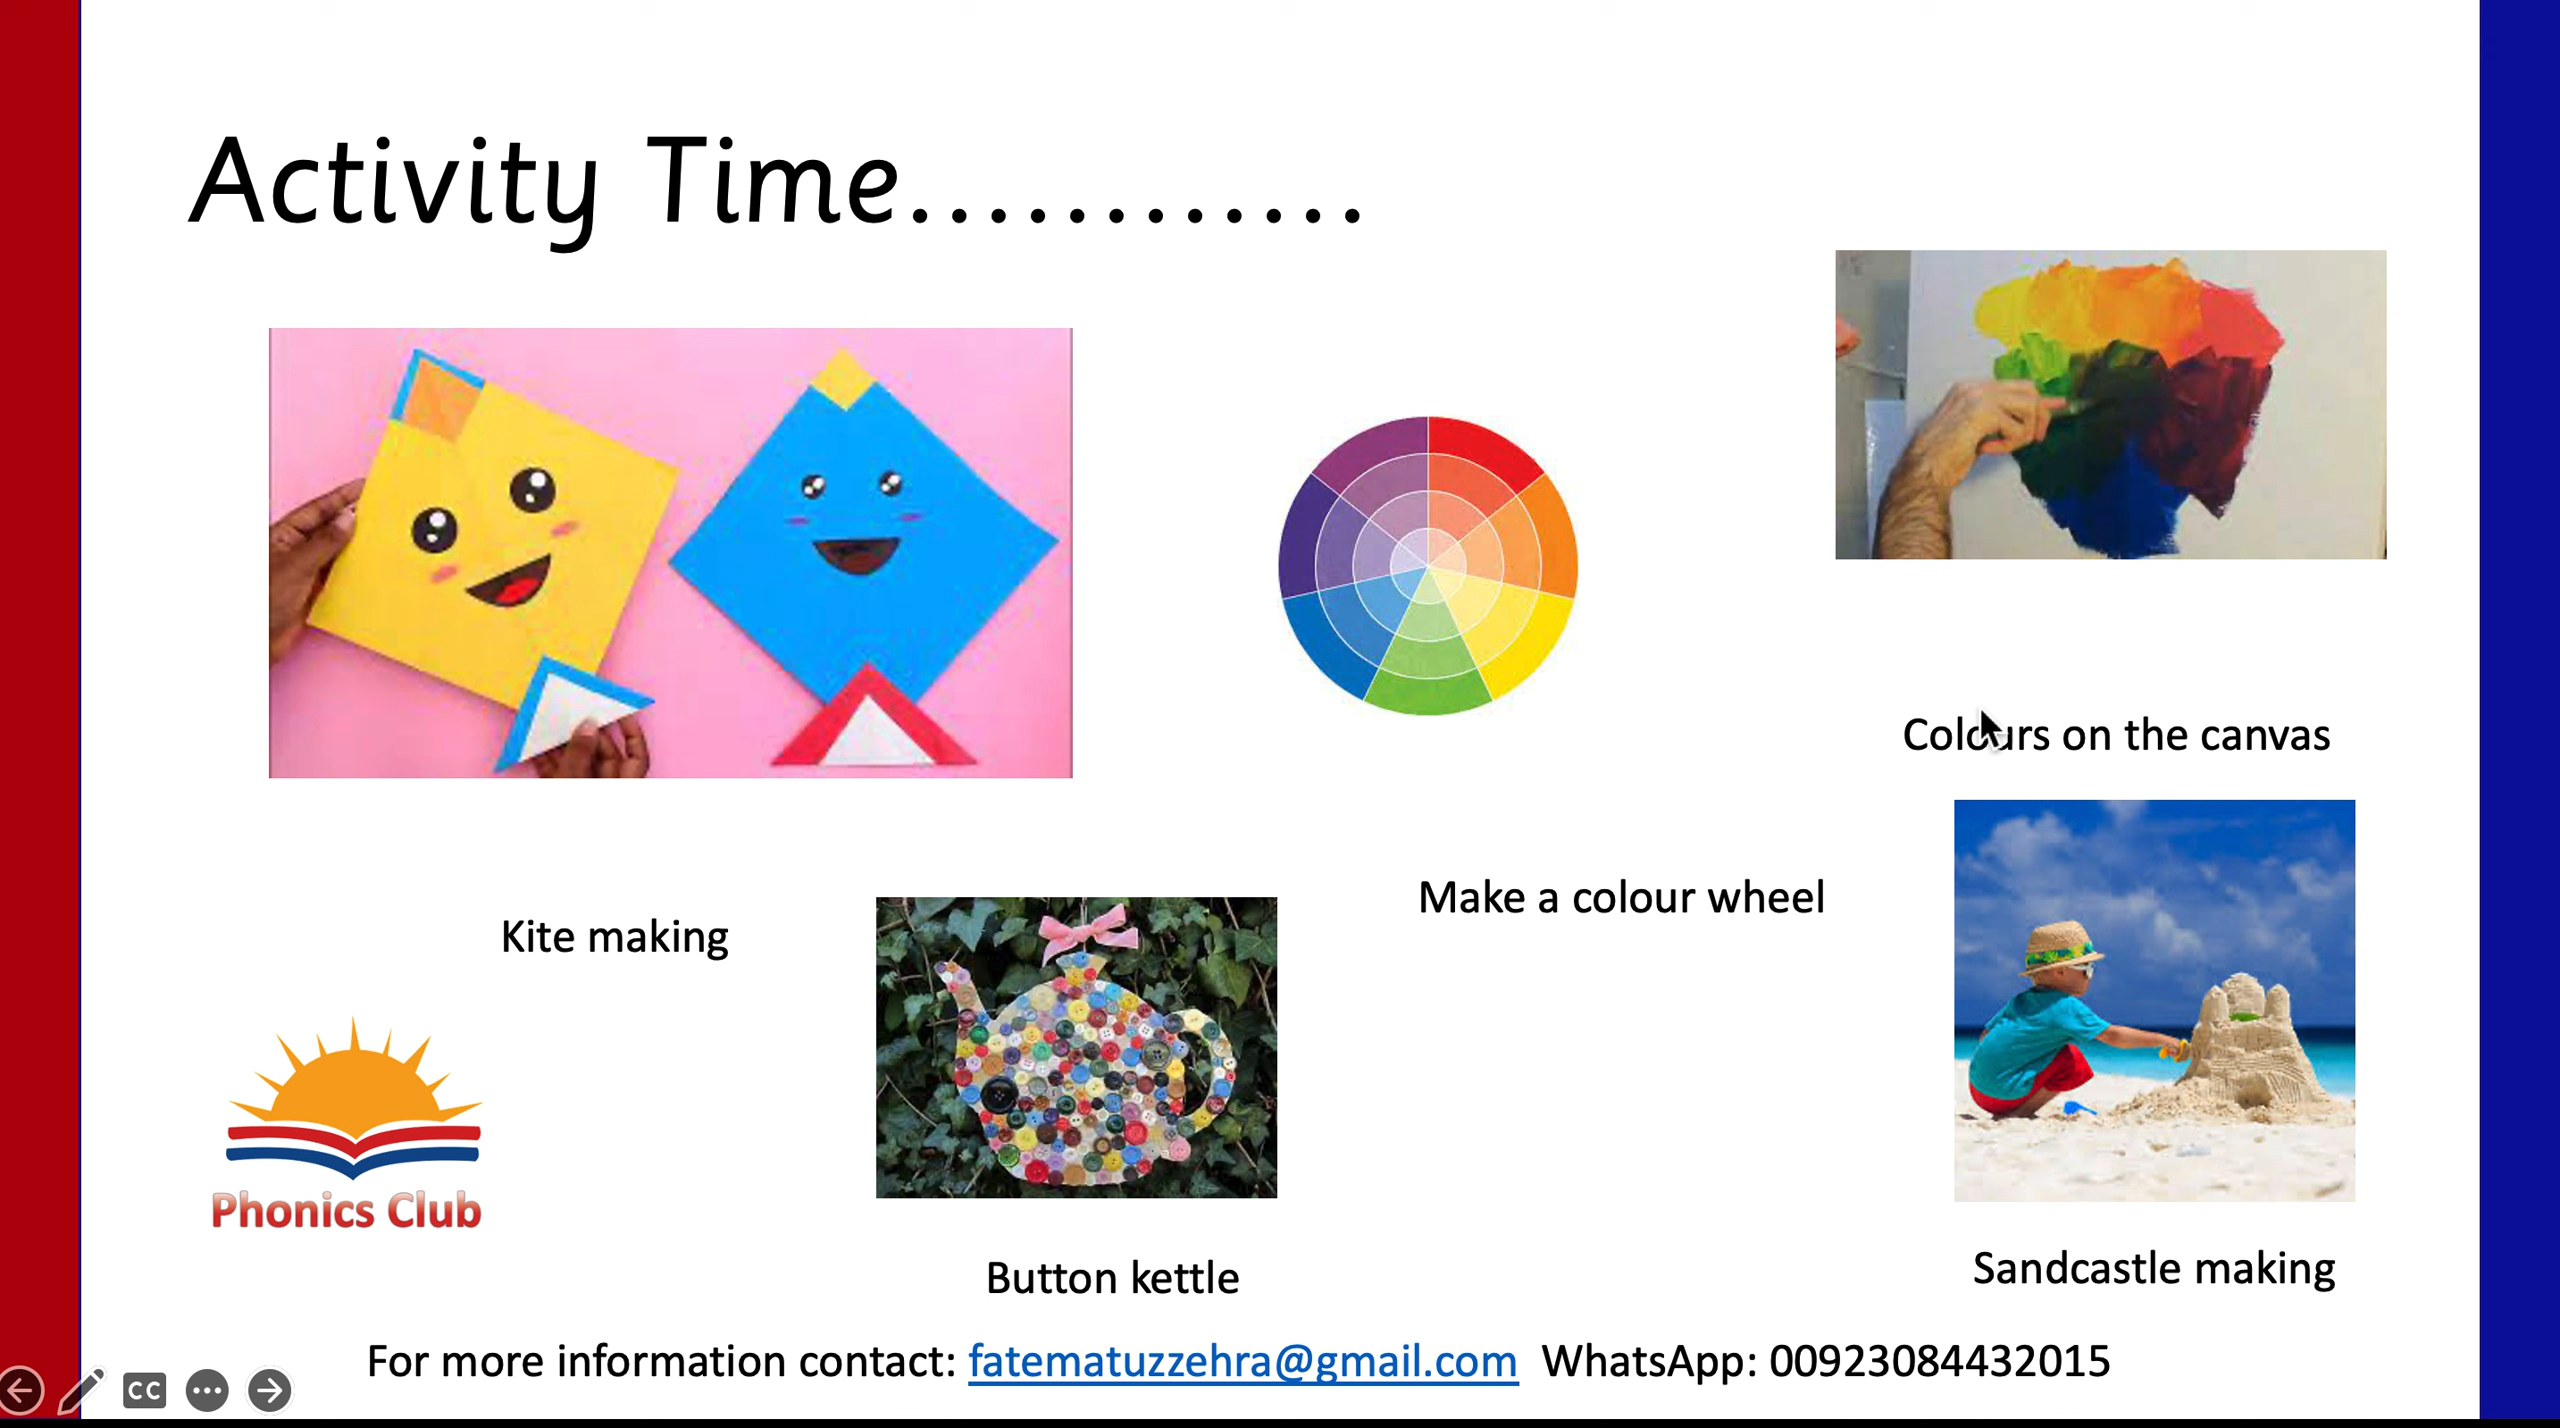 Activity Time............
Colours on the canvas
Make a colour wheel
Kite making
Phonics Club
Button kettle
Sandcastle making
For more information contact: fatematuzzehra@gmail.com WhatsApp: 00923084432015
CC